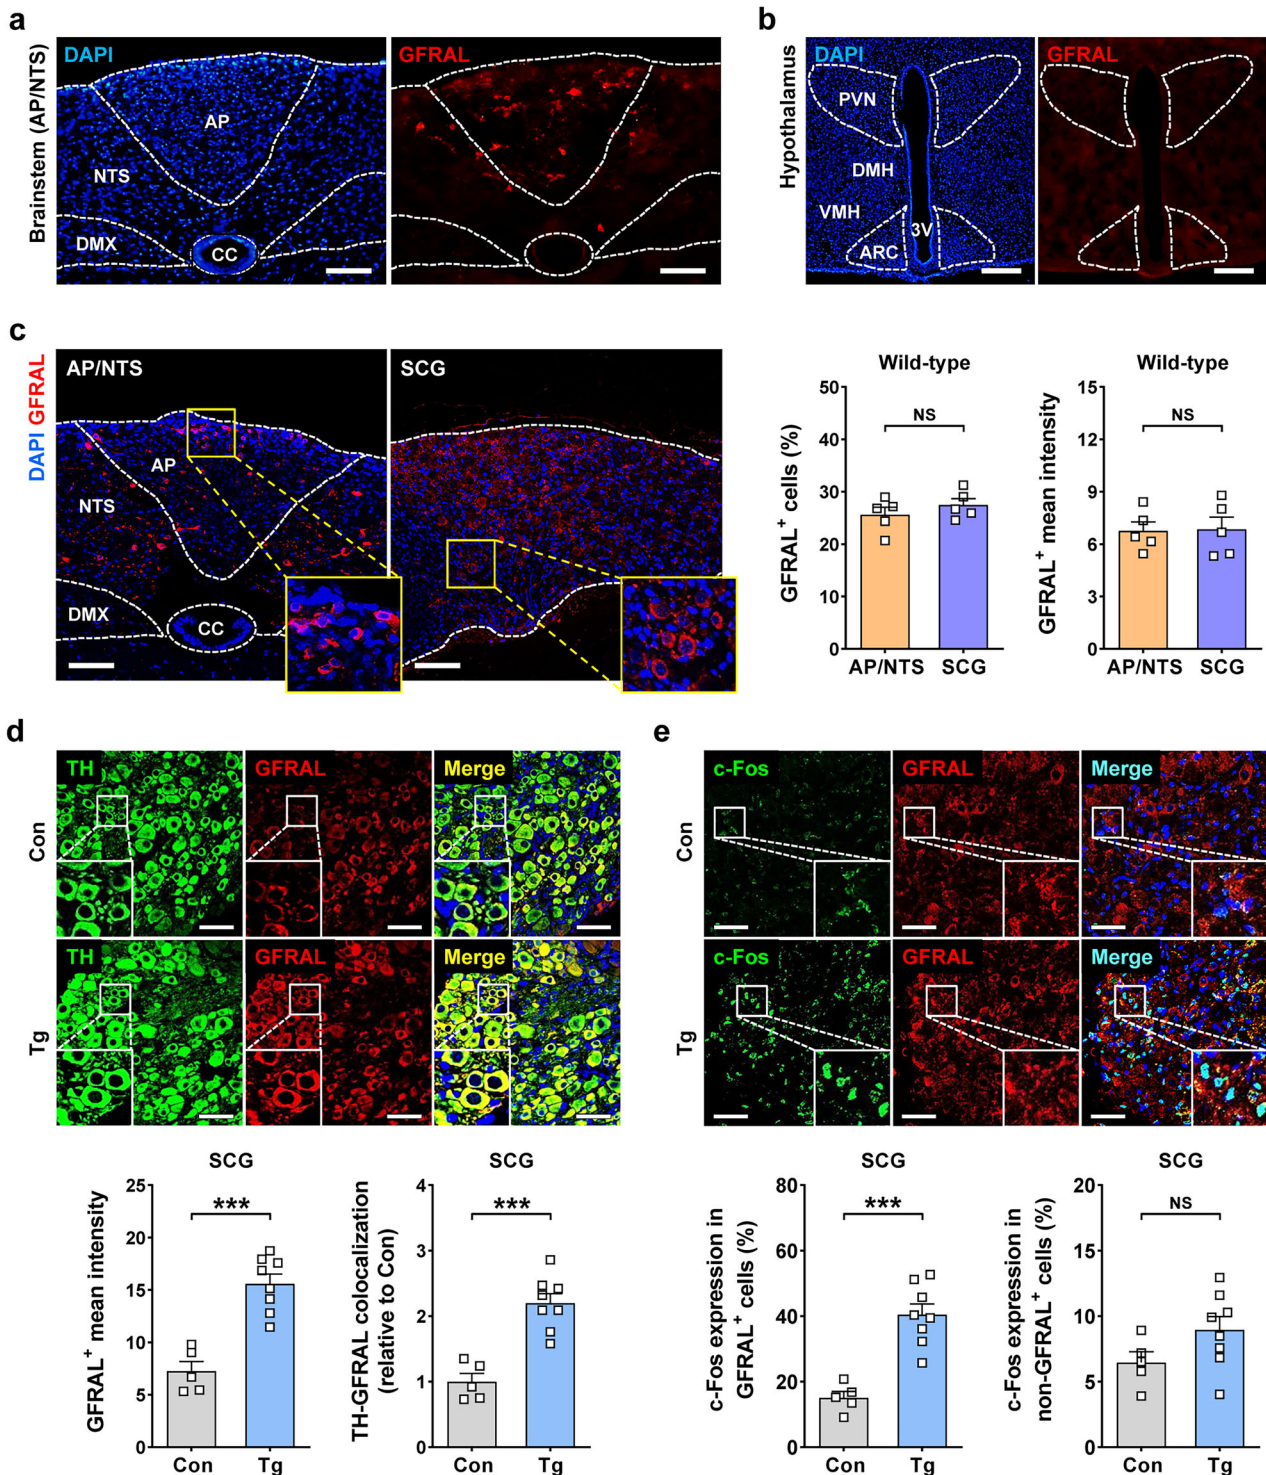 a
Brainstem (AP/NTS)
DAPI
AP
NTS
DMX
CC
GFRAL
b
Hypothalamus
DAPI
PVN
DMH
VMH
3V
ARC
GFRAL
c
DAPI GFRAL
AP/NTS
AP
NTS
DMX
CC
SCG
Wild-type
GFRAL⁺ cells (%)
50
40
30
20
10
0
NS
AP/NTS SCG
Wild-type
GFRAL⁺ mean intensity
15
12
9
6
3
0
NS
AP/NTS SCG
d
Con
TH
GFRAL
Merge
Tg
TH
GFRAL
Merge
SCG
GFRAL⁺ mean intensity
25
20
15
10
5
0
***
Con Tg
SCG
TH-GFRAL colocalization
(relative to Con)
4
3
2
1
0
***
Con Tg
e
Con
c-Fos
GFRAL
Merge
Tg
c-Fos
GFRAL
Merge
SCG
c-Fos expression in
GFRAL⁺ cells (%)
80
60
40
20
0
***
Con Tg
SCG
c-Fos expression in
non-GFRAL⁺ cells (%)
20
15
10
5
0
NS
Con Tg